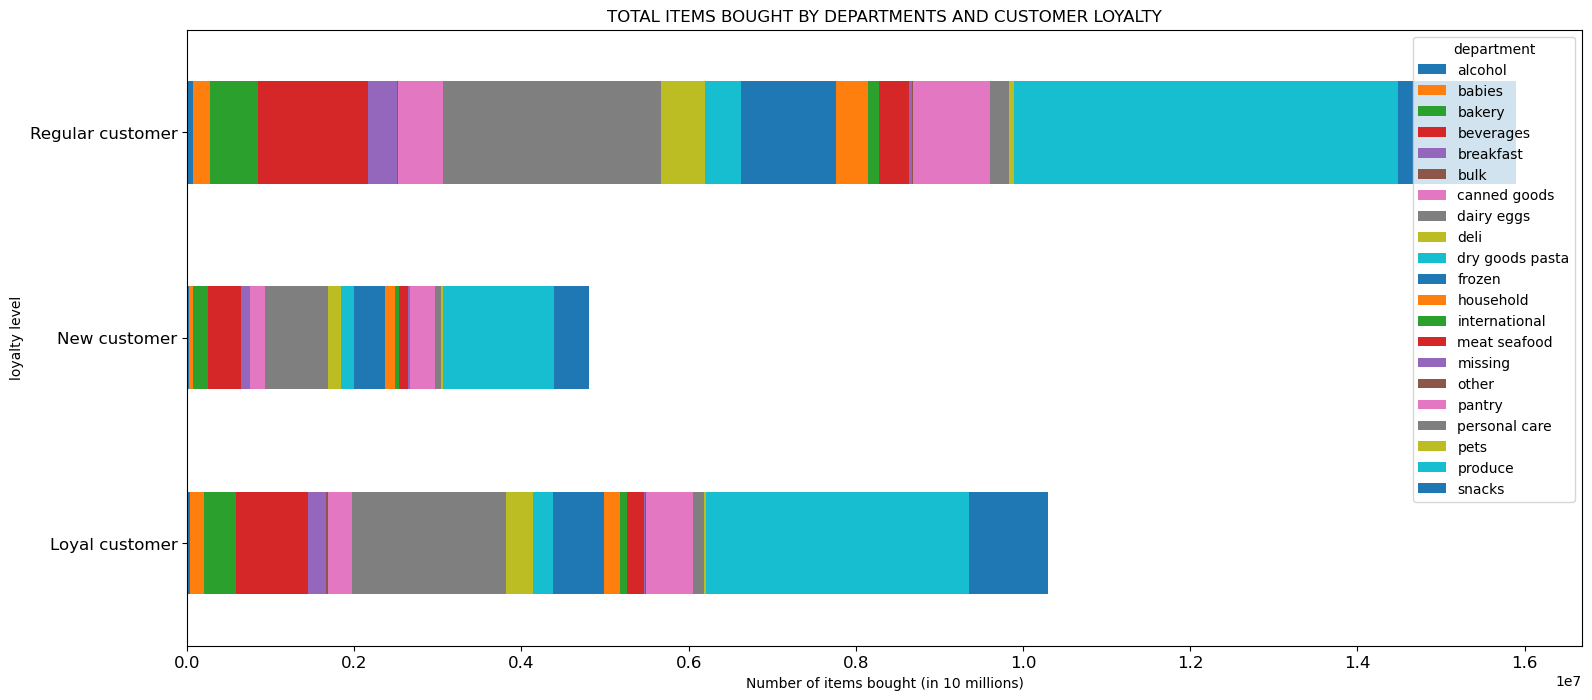 TOTAL ITEMS BOUGHT BY DEPARTMENTS AND CUSTOMER LOYALTY
department
alcohol
babies
bakery
beverages
breakfast
bulk
canned goods
dairy eggs
deli
dry goods pasta
frozen
household
international
meat seafood
missing
other
pantry
personal care
pets
produce
snacks
loyalty level
Regular customer
New customer
Loyal customer
0.0 0.2 0.4 0.6 0.8 1.0 1.2 1.4 1.6
1e7
Number of items bought (in 10 millions)